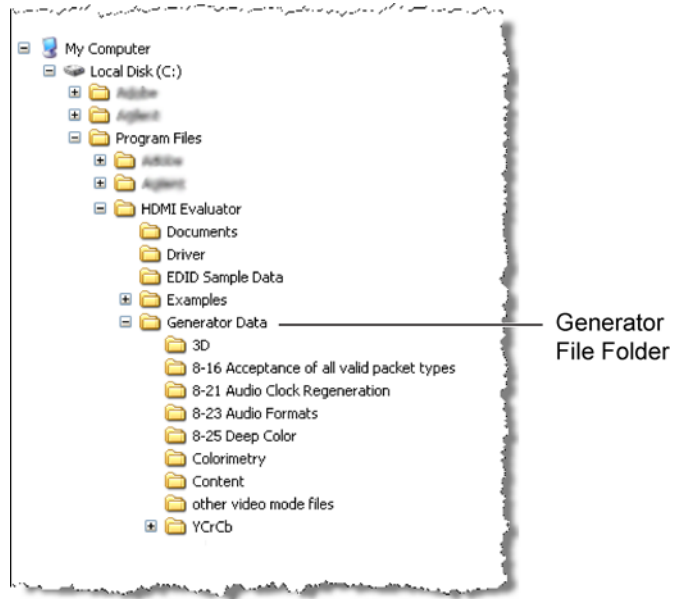 My Computer
Local Disk (C:)
Program Files
HDMI Evaluator
Documents
Driver
EDID Sample Data
Examples
Generator Data
Generator
File Folder
3D
8-16 Acceptance of all valid packet types
8-21 Audio Clock Regeneration
8-23 Audio Formats
8-25 Deep Color
Colorimetry
Content
other video mode files
YCrCb